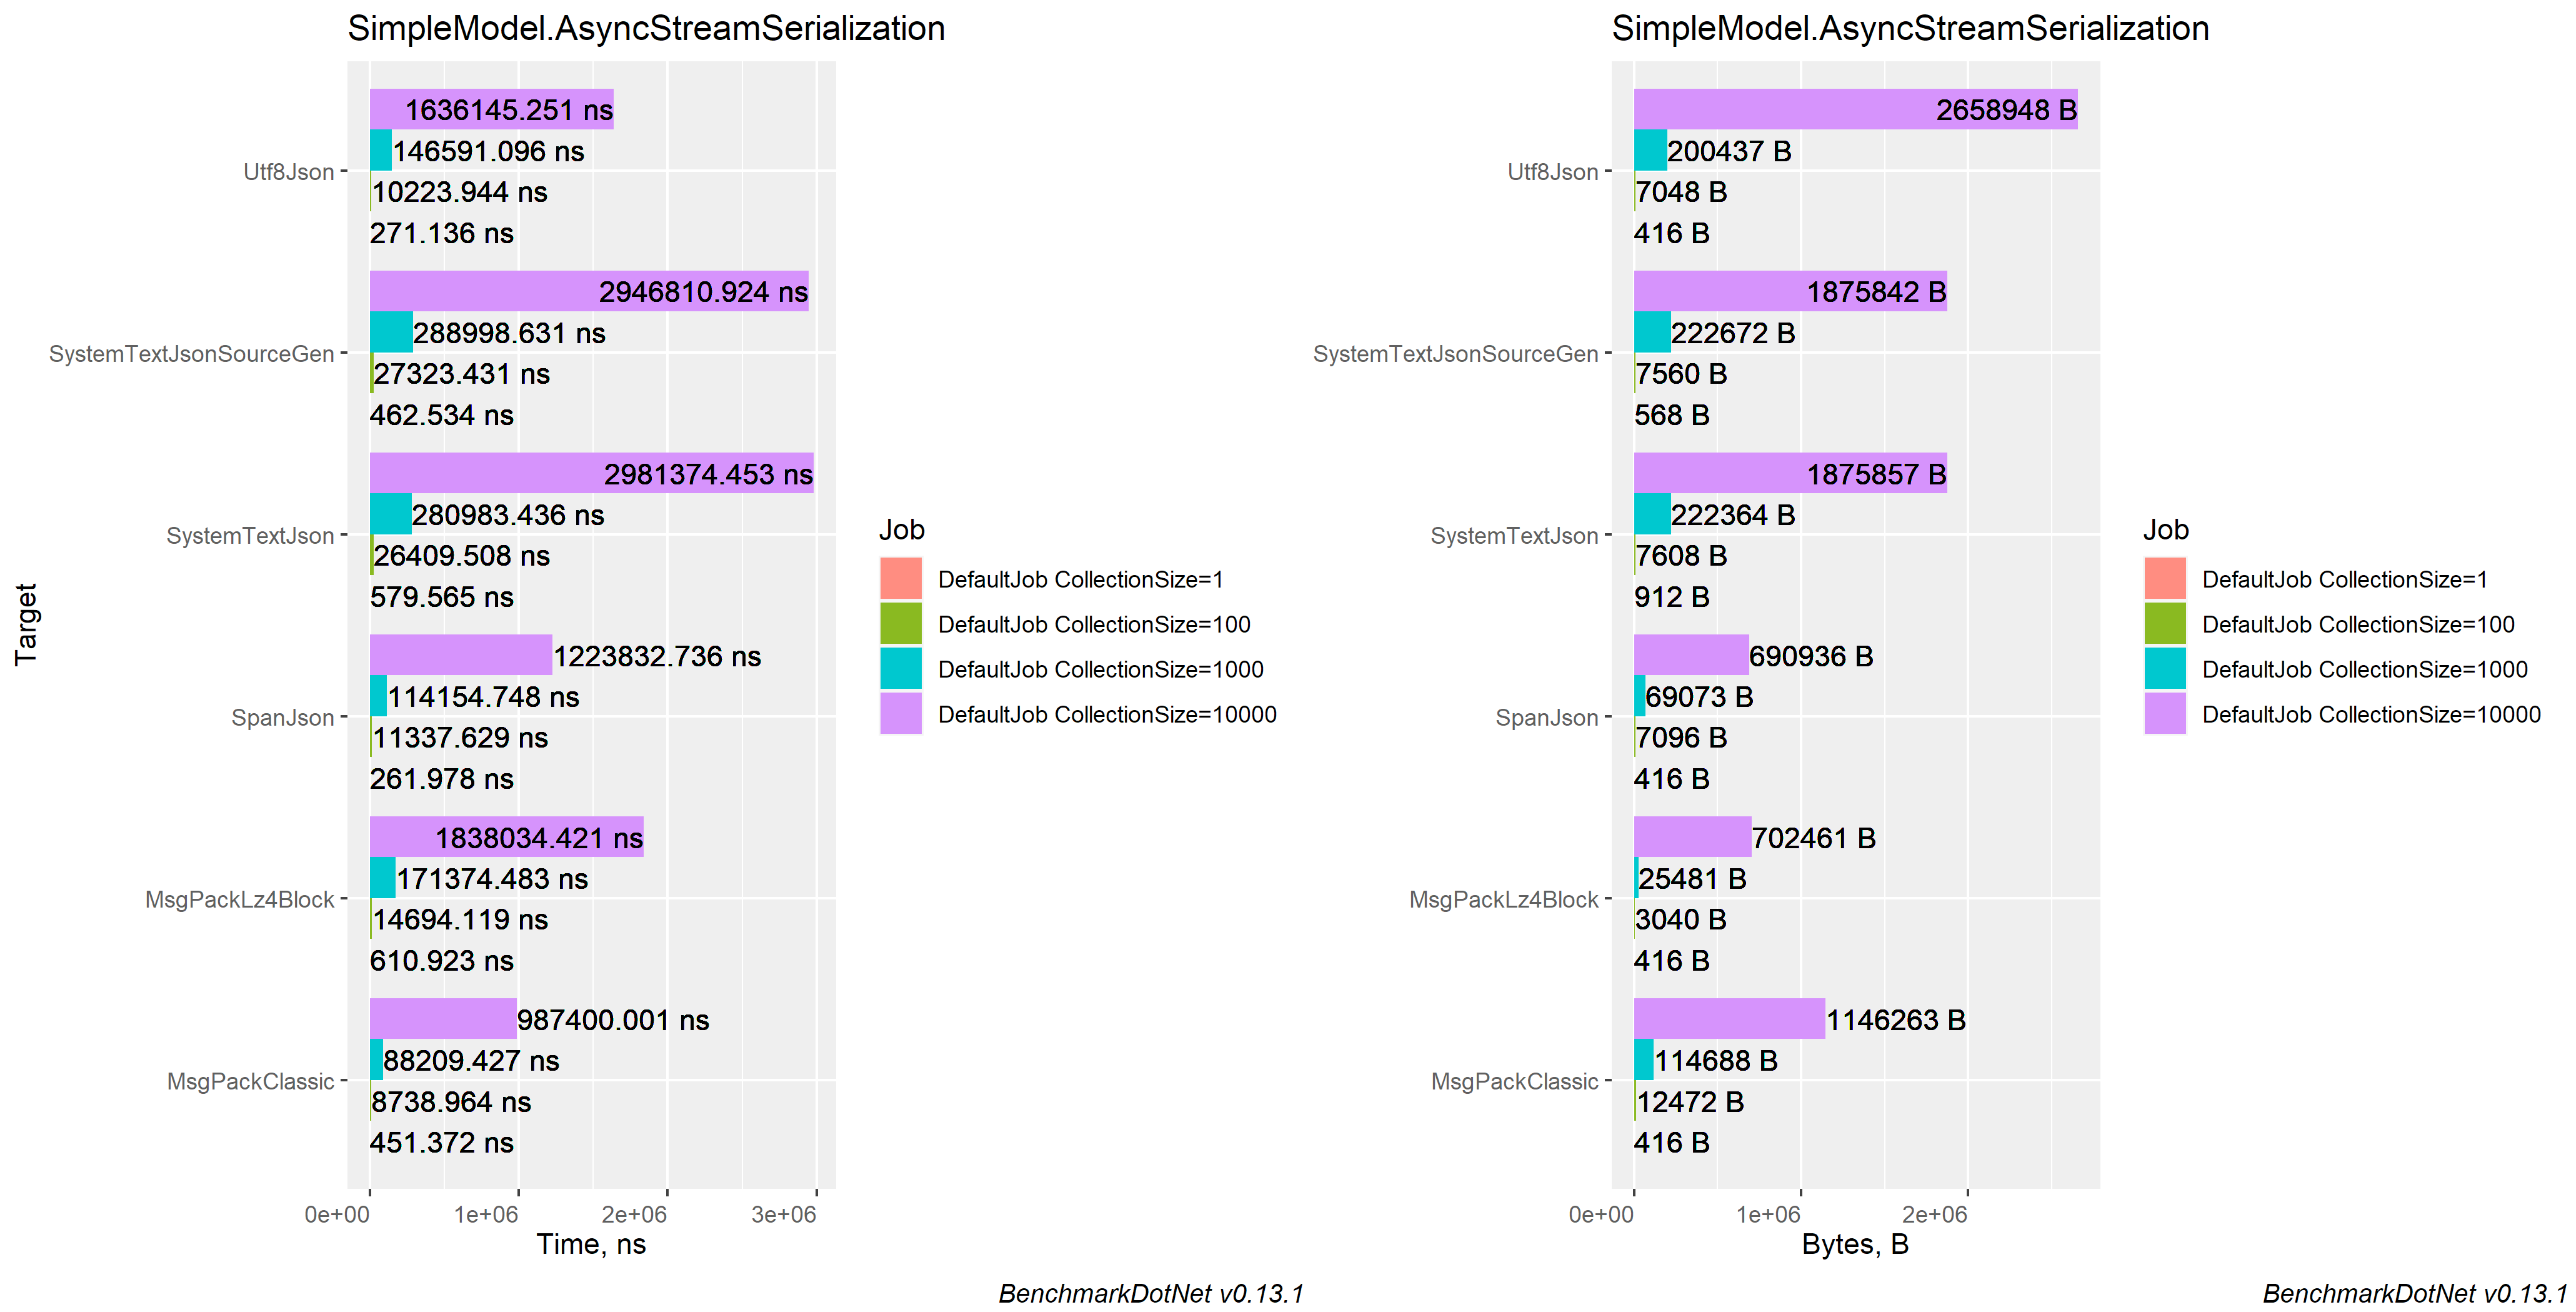 SimpleModel.AsyncStreamSerialization
Target
Utf8Json
1636145.251 ns
146591.096 ns
10223.944 ns
271.136 ns
SystemTextJsonSourceGen
2946810.924 ns
288998.631 ns
27323.431 ns
462.534 ns
SystemTextJson
2981374.453 ns
280983.436 ns
26409.508 ns
579.565 ns
SpanJson
1223832.736 ns
114154.748 ns
11337.629 ns
261.978 ns
MsgPackLz4Block
1838034.421 ns
171374.483 ns
14694.119 ns
610.923 ns
MsgPackClassic
987400.001 ns
88209.427 ns
8738.964 ns
451.372 ns
0e+00 1e+06 2e+06 3e+06
Time, ns
Job
DefaultJob CollectionSize=1
DefaultJob CollectionSize=100
DefaultJob CollectionSize=1000
DefaultJob CollectionSize=10000
BenchmarkDotNet v0.13.1
SimpleModel.AsyncStreamSerialization
Utf8Json
2658948 B
200437 B
7048 B
416 B
SystemTextJsonSourceGen
1875842 B
222672 B
7560 B
568 B
SystemTextJson
1875857 B
222364 B
7608 B
912 B
SpanJson
690936 B
69073 B
7096 B
416 B
MsgPackLz4Block
702461 B
25481 B
3040 B
416 B
MsgPackClassic
1146263 B
114688 B
12472 B
416 B
0e+00 1e+06 2e+06
Bytes, B
Job
DefaultJob CollectionSize=1
DefaultJob CollectionSize=100
DefaultJob CollectionSize=1000
DefaultJob CollectionSize=10000
BenchmarkDotNet v0.13.1